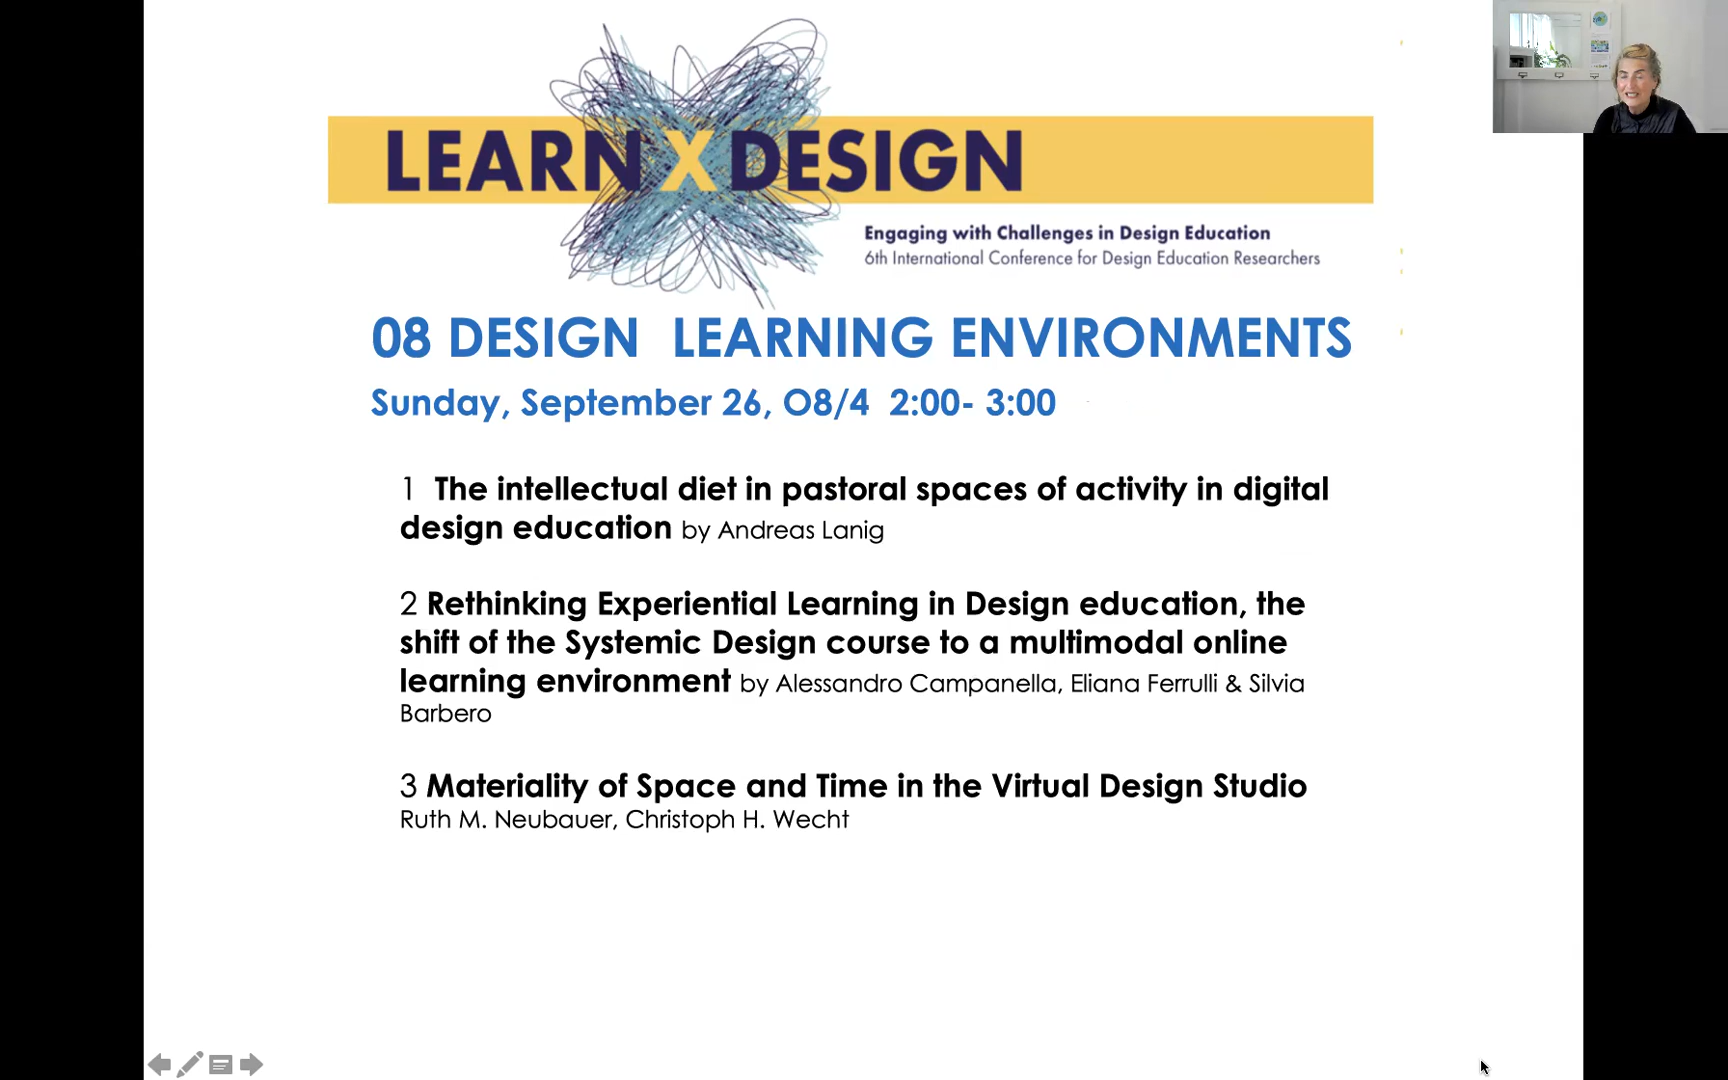 LEARN X DESIGN
Engaging with Challenges in Design Education
6th International Conference for Design Education Researchers
08 DESIGN  LEARNING ENVIRONMENTS
Sunday, September 26, O8/4  2:00- 3:00
1  The intellectual diet in pastoral spaces of activity in digital
design education by Andreas Lanig
2 Rethinking Experiential Learning in Design education, the
shift of the Systemic Design course to a multimodal online
learning environment by Alessandro Campanella, Eliana Ferrulli & Silvia
Barbero
3 Materiality of Space and Time in the Virtual Design Studio
Ruth M. Neubauer, Christoph H. Wecht